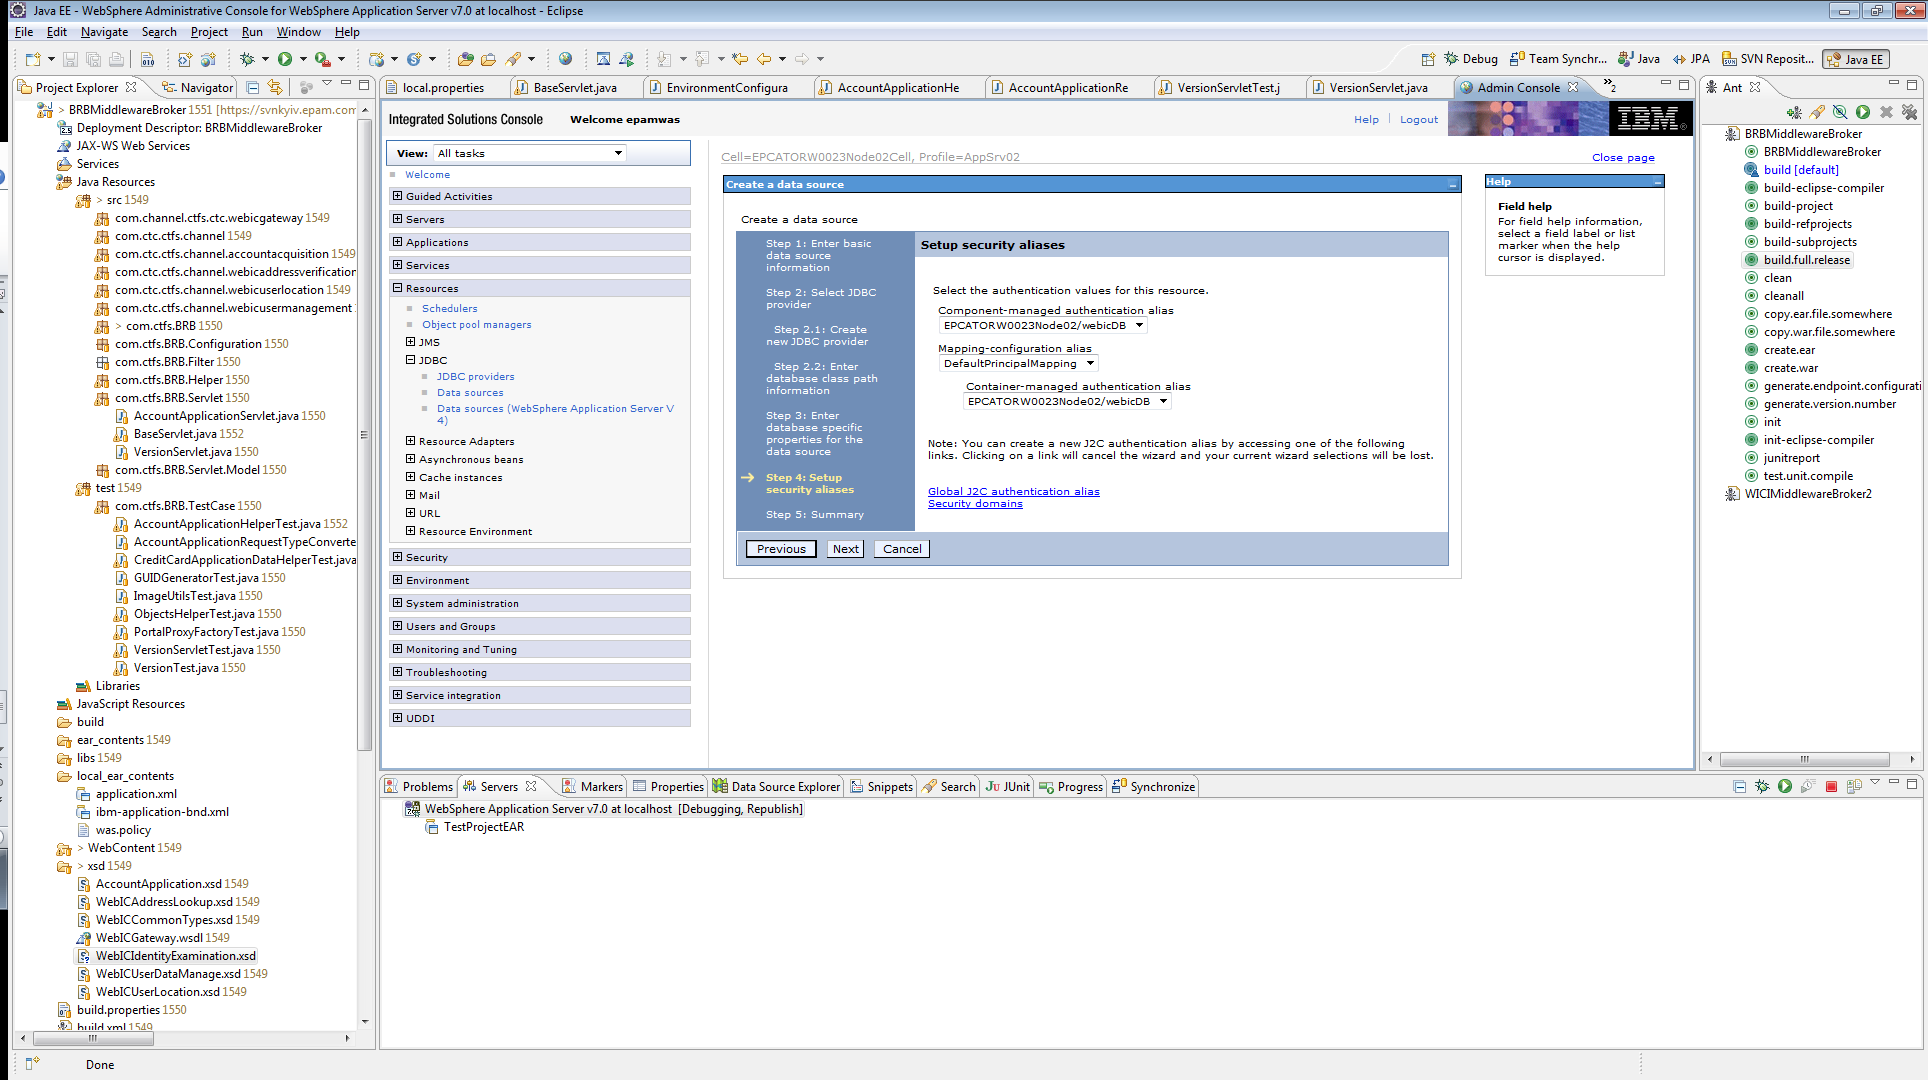 Java EE - WebSphere Administrative Console for WebSphere Application Server v7.0 at localhost - Eclipse
File Edit Navigate Search Project Run Window Help
Debug Team Synchr... Java JPA SVN Reposit... Java EE
Project Explorer Navigator
> BRBMiddlewareBroker 1551 [https://svnkyiv.epam.com
Deployment Descriptor: BRBMiddlewareBroker
JAX-WS Web Services
Services
Java Resources
> src 1549
com.channel.ctfs.ctc.webicgateway 1549
com.ctc.ctfs.channel 1549
com.ctc.ctfs.channel.accountacquisition 1549
com.ctc.ctfs.channel.webicaddressverification
com.ctc.ctfs.channel.webicuserlocation 1549
com.ctc.ctfs.channel.webicusermanagement
> com.ctfs.BRB 1550
com.ctfs.BRB.Configuration 1550
com.ctfs.BRB.Filter 1550
com.ctfs.BRB.Helper 1550
com.ctfs.BRB.Servlet 1550
AccountApplicationServlet.java 1550
BaseServlet.java 1552
VersionServlet.java 1550
com.ctfs.BRB.Servlet.Model 1550
test 1549
com.ctfs.BRB.TestCase 1550
AccountApplicationHelperTest.java 1552
AccountApplicationRequestTypeConverte
CreditCardApplicationDataHelperTest.java
GUIDGeneratorTest.java 1550
ImageUtilsTest.java 1550
ObjectsHelperTest.java 1550
PortalProxyFactoryTest.java 1550
VersionServletTest.java 1550
VersionTest.java 1550
Libraries
JavaScript Resources
build
ear_contents 1549
libs 1549
local_ear_contents
application.xml
ibm-application-bnd.xml
was.policy
> WebContent 1549
> xsd 1549
AccountApplication.xsd 1549
WebICAddressLookup.xsd 1549
WebICCommonTypes.xsd 1549
WebICGateway.wsdl 1549
WebICIdentityExamination.xsd
WebICUserDataManage.xsd 1549
WebICUserLocation.xsd 1549
build.properties 1550
build.xml 1549
Done
local.properties BaseServlet.java EnvironmentConfigura AccountApplicationHe AccountApplicationRe VersionServletTest.j VersionServlet.java Admin Console »2
Integrated Solutions Console Welcome epamwas Help Logout IBM
View: All tasks
Welcome
Guided Activities
Servers
Applications
Services
Resources
Schedulers
Object pool managers
JMS
JDBC
JDBC providers
Data sources
Data sources (WebSphere Application Server V
4)
Resource Adapters
Asynchronous beans
Cache instances
Mail
URL
Resource Environment
Security
Environment
System administration
Users and Groups
Monitoring and Tuning
Troubleshooting
Service integration
UDDI
Cell=EPCATORW0023Node02Cell, Profile=AppSrv02 Close page
Create a data source
Create a data source
Step 1: Enter basic
data source
information
Step 2: Select JDBC
provider
Step 2.1: Create
new JDBC provider
Step 2.2: Enter
database class path
information
Step 3: Enter
database specific
properties for the
data source
Step 4: Setup
security aliases
Step 5: Summary
Setup security aliases
Select the authentication values for this resource.
Component-managed authentication alias
EPCATORW0023Node02/webicDB
Mapping-configuration alias
DefaultPrincipalMapping
Container-managed authentication alias
EPCATORW0023Node02/webicDB
Note: You can create a new J2C authentication alias by accessing one of the following
links. Clicking on a link will cancel the wizard and your current wizard selections will be lost.
Global J2C authentication alias
Security domains
Previous Next Cancel
Help
Field help
For field help information,
select a field label or list
marker when the help
cursor is displayed.
Problems Servers Markers Properties Data Source Explorer Snippets Search JUnit Progress Synchronize
WebSphere Application Server v7.0 at localhost [Debugging, Republish]
TestProjectEAR
Ant
BRBMiddlewareBroker
BRBMiddlewareBroker
build [default]
build-eclipse-compiler
build-project
build-refprojects
build-subprojects
build.full.release
clean
cleanall
copy.ear.file.somewhere
copy.war.file.somewhere
create.ear
create.war
generate.endpoint.configurati
generate.version.number
init
init-eclipse-compiler
junitreport
test.unit.compile
WICIMiddlewareBroker2